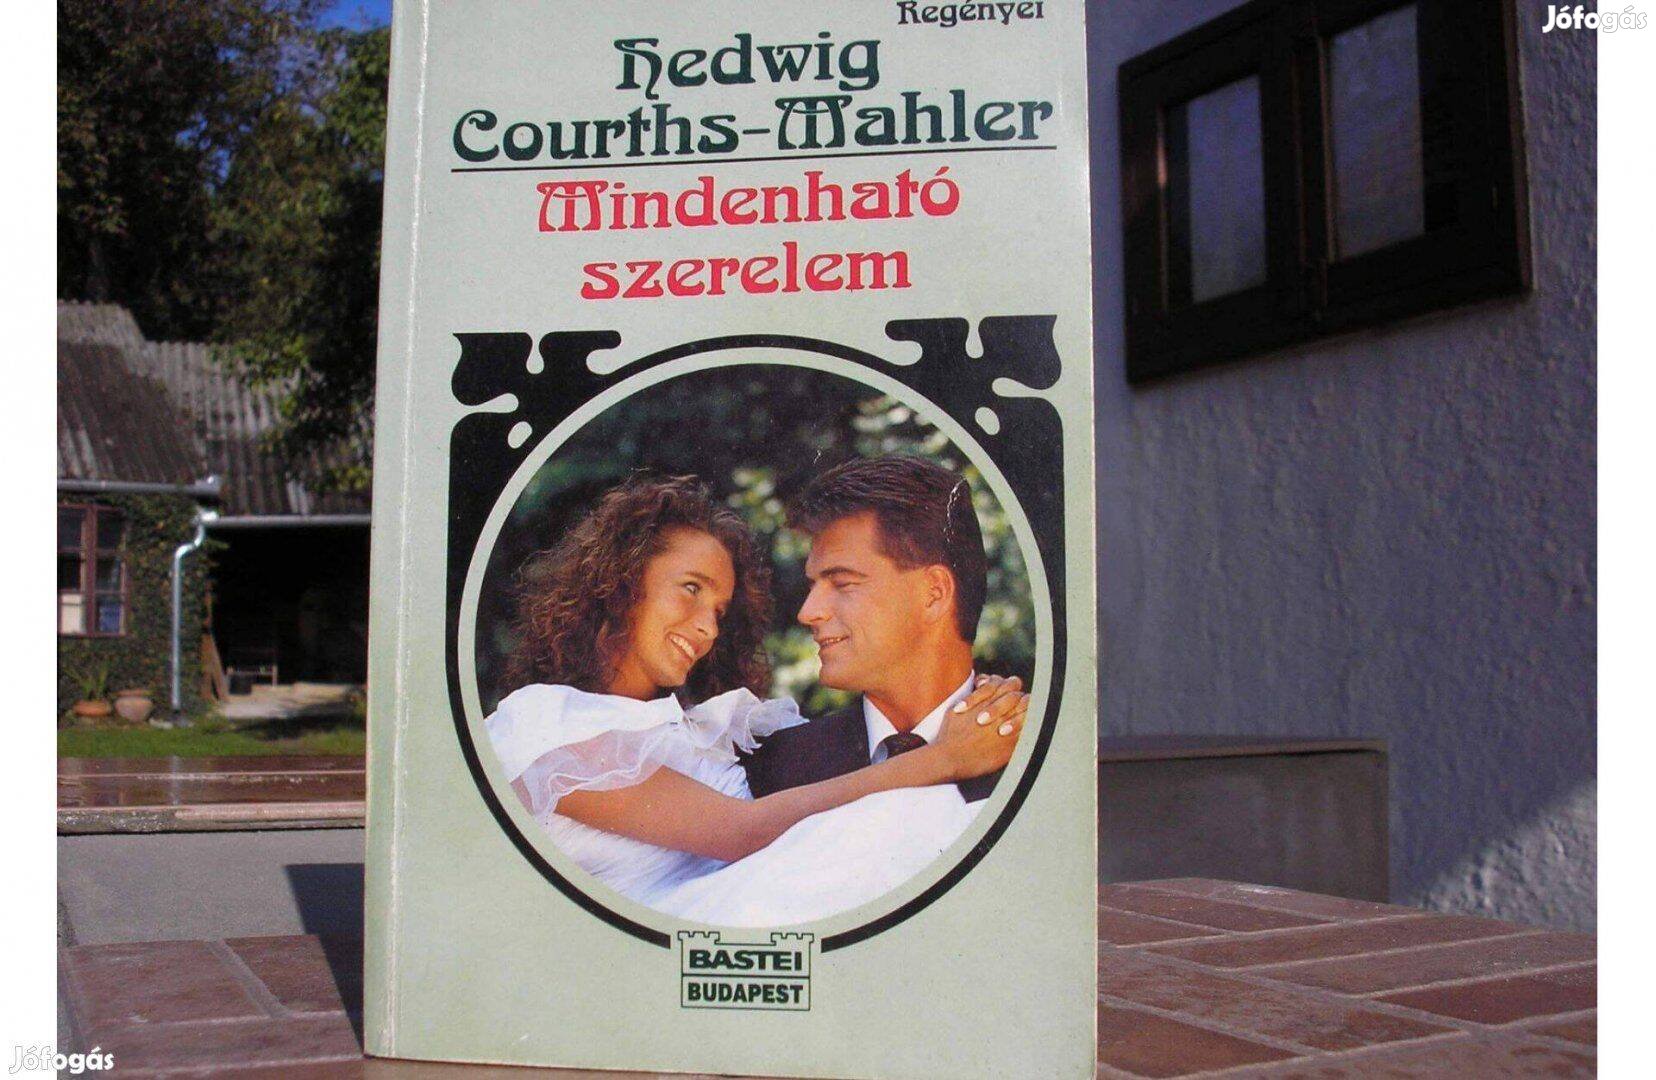 Jófogás
Regényei
Hedwig
Courths-Mahler
Mindenható
szerelem
BASTEI
BUDAPEST
Jófogás